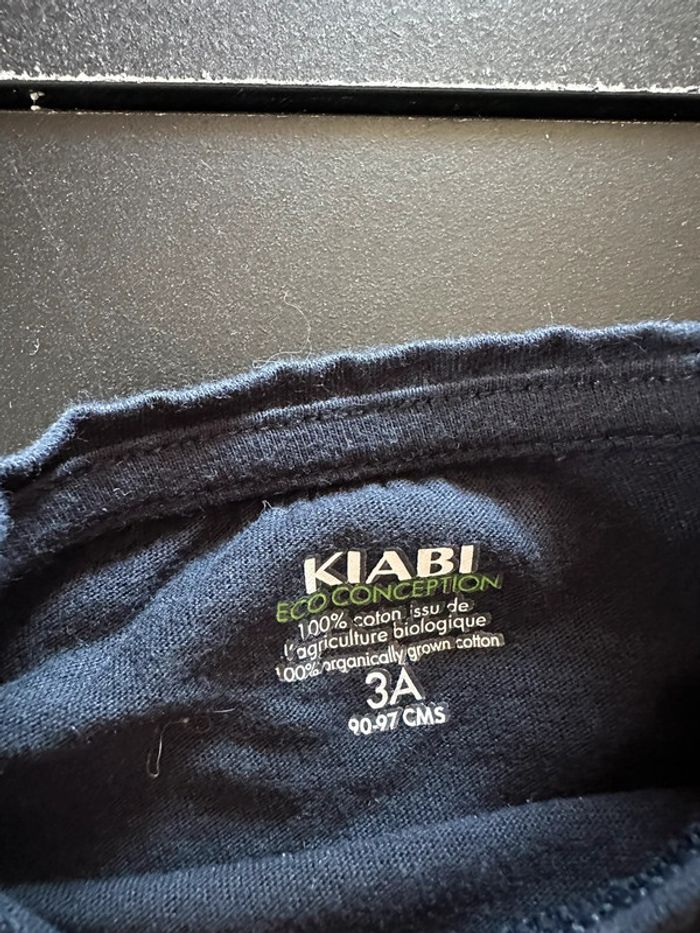 KIABI
ECO CONCEPTION
100% coton issu de
l'agriculture biologique
100% organically grown cotton
3A
90-97 CMS